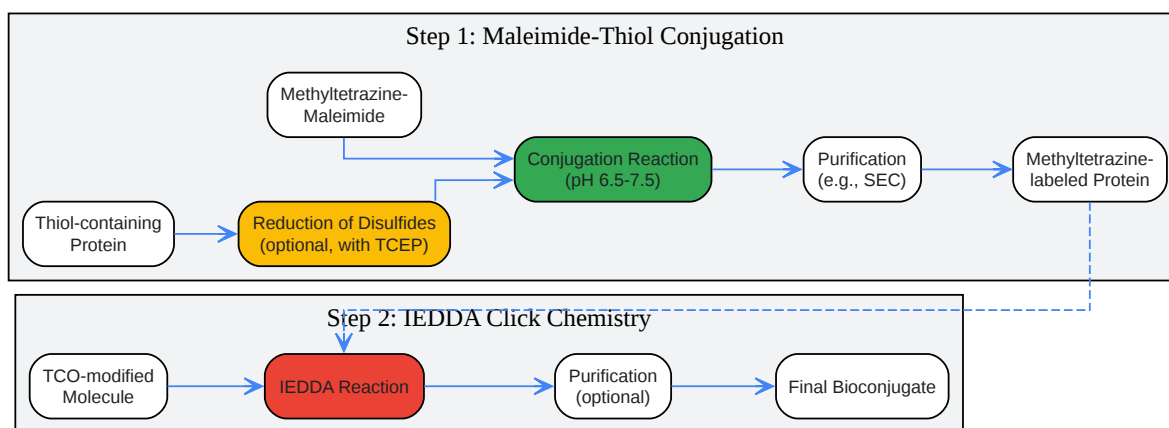 Step 1: Maleimide-Thiol Conjugation
Methyltetrazine-
Maleimide
Conjugation Reaction
(pH 6.5-7.5)
Purification
(e.g., SEC)
Methyltetrazine-
labeled Protein
Thiol-containing
Protein
Reduction of Disulfides
(optional, with TCEP)
Step 2: IEDDA Click Chemistry
TCO-modified
Molecule
IEDDA Reaction
Purification
(optional)
Final Bioconjugate